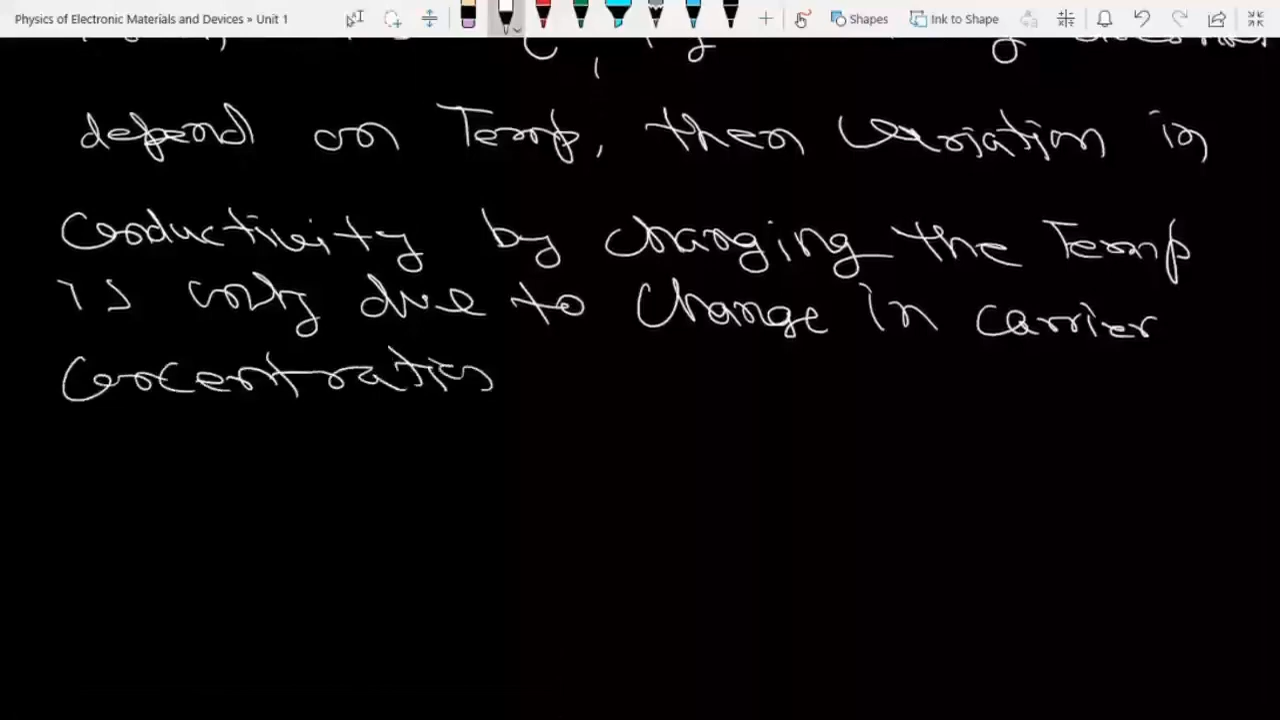 Physics of Electronic Materials and Devices » Unit 1 Shapes Ink to Shape
depend on Temp, then variation in
conductivity by changing the Temp
is only due to change in carrier
concentration